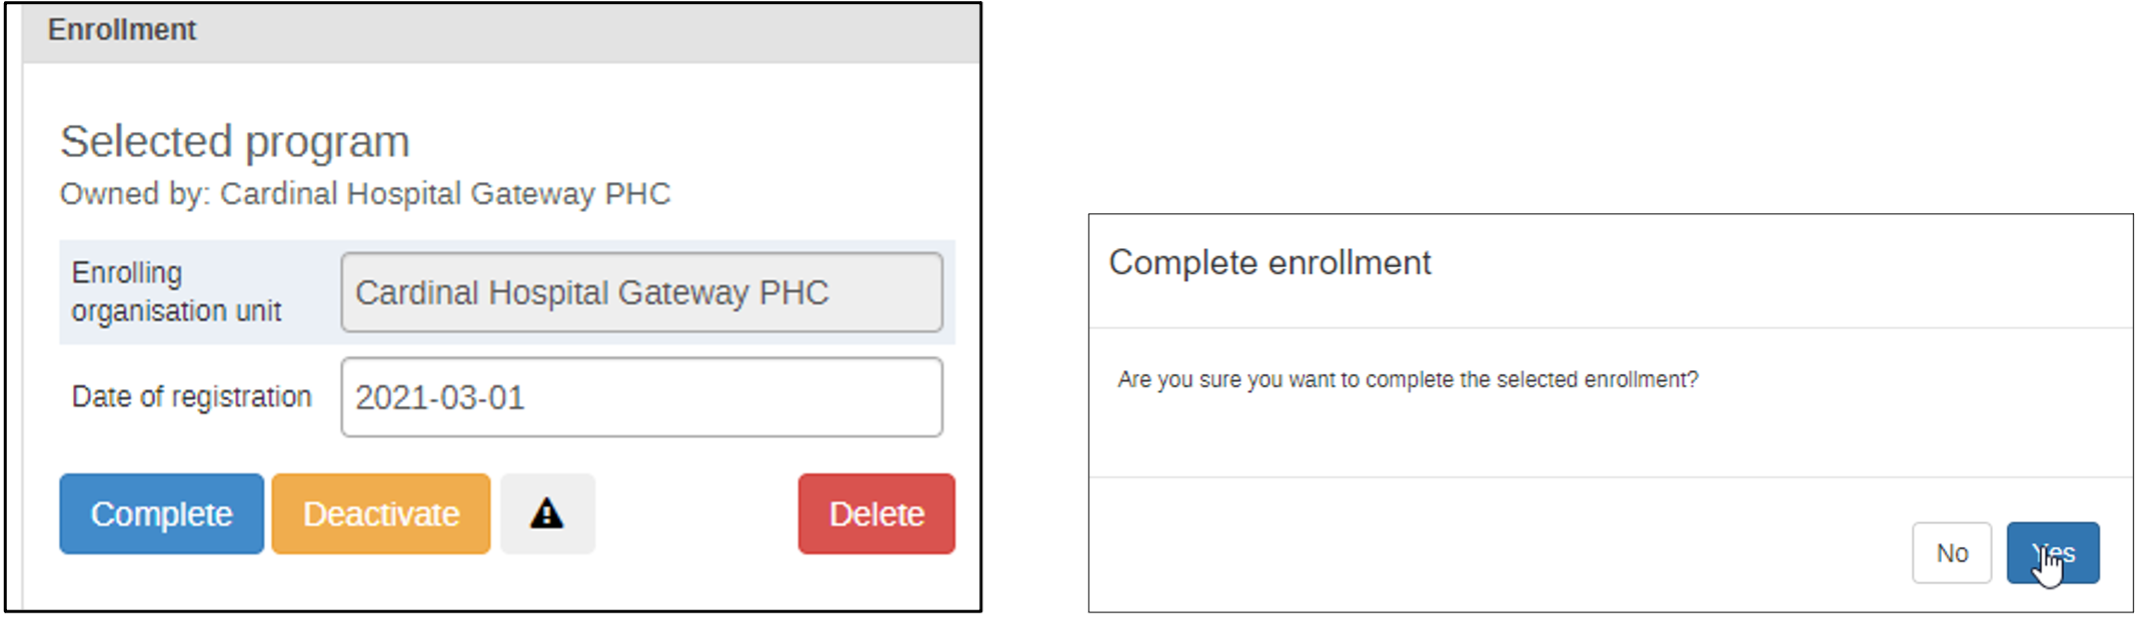 Enrollment
Selected program
Owned by: Cardinal Hospital Gateway PHC
Enrolling
organisation unit
Cardinal Hospital Gateway PHC
Date of registration
2021-03-01
Complete
Deactivate
Delete
Complete enrollment
Are you sure you want to complete the selected enrollment?
No
Yes